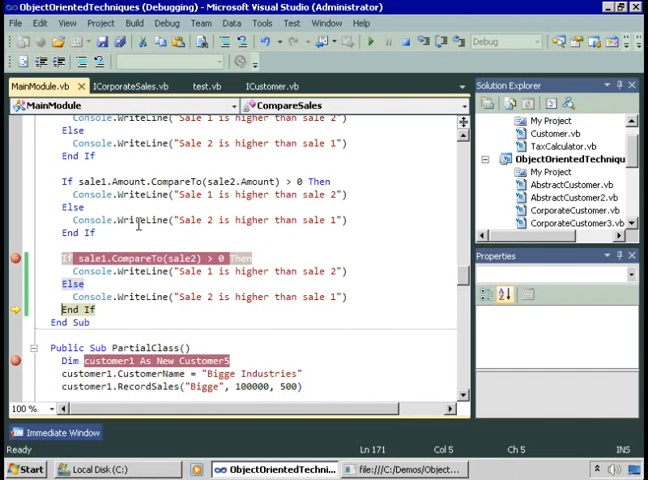 ObjectOrientedTechniques (Debugging) - Microsoft Visual Studio (Administrator)
File Edit View Project Build Debug Team Data Tools Test Window Help
Debug
MainModule.vb ICorporateSales.vb test.vb ICustomer.vb
MainModule CompareSales
Console.WriteLine("Sale 1 is higher than sale 2")
Else
Console.WriteLine("Sale 2 is higher than sale 1")
End If
If sale1.Amount.CompareTo(sale2.Amount) > 0 Then
Console.WriteLine("Sale 1 is higher than sale 2")
Else
Console.WriteLine("Sale 2 is higher than sale 1")
End If
If sale1.CompareTo(sale2) > 0 Then
Console.WriteLine("Sale 1 is higher than sale 2")
Else
Console.WriteLine("Sale 2 is higher than sale 1")
End If
End Sub
Public Sub PartialClass()
Dim customer1 As New Customer5
customer1.CustomerName = "Bigge Industries"
customer1.RecordSales("Bigge", 100000, 500)
100 %
Solution Explorer
My Project
Customer.vb
TaxCalculator.vb
ObjectOrientedTechniqu
My Project
AbstractCustomer.vb
AbstractCustomer2.vb
CorporateCustomer.vb
CorporateCustomer3.vb
Properties
Immediate Window
Ready Ln 171 Col 5 Ch 5 INS
Start Local Disk (C:) ObjectOrientedTechni... file:///C:/Demos/Object...